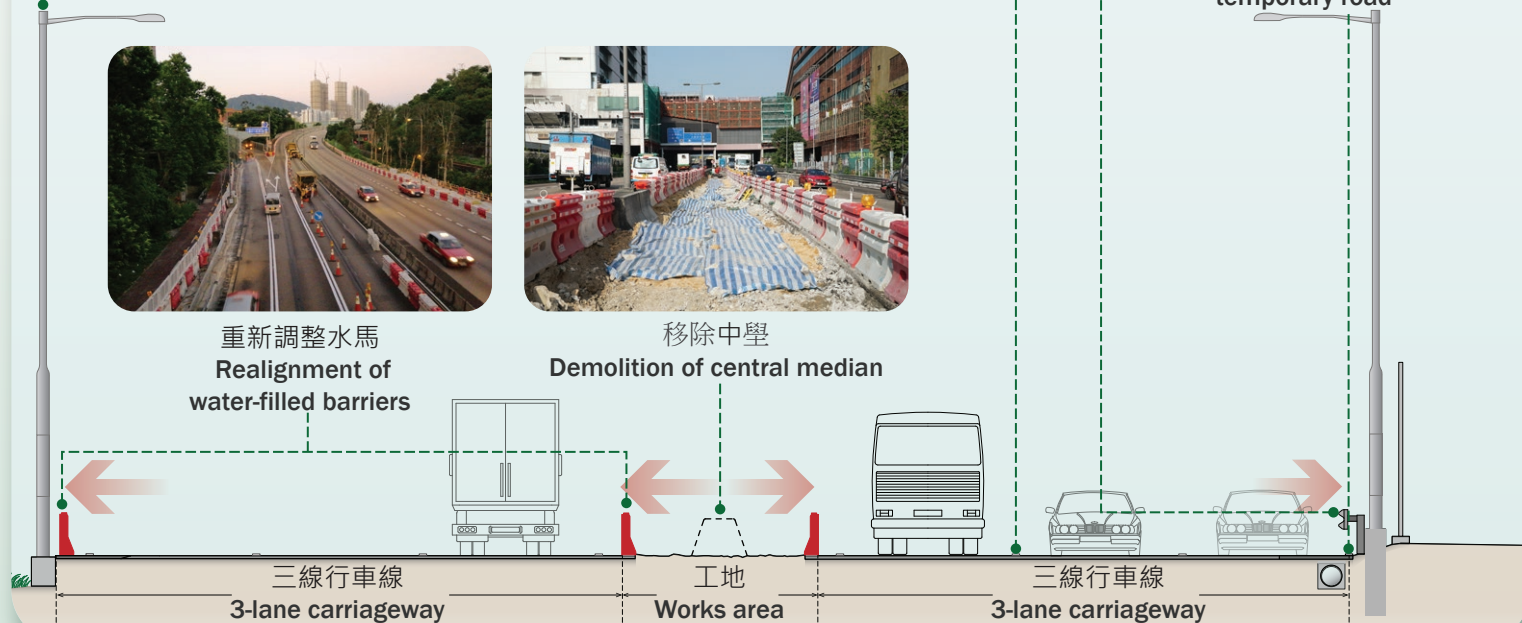 temporary road
重新調整水馬
Realignment of
water-filled barriers
移除中壆
Demolition of central median
三線行車線
3-lane carriageway
工地
Works area
三線行車線
3-lane carriageway